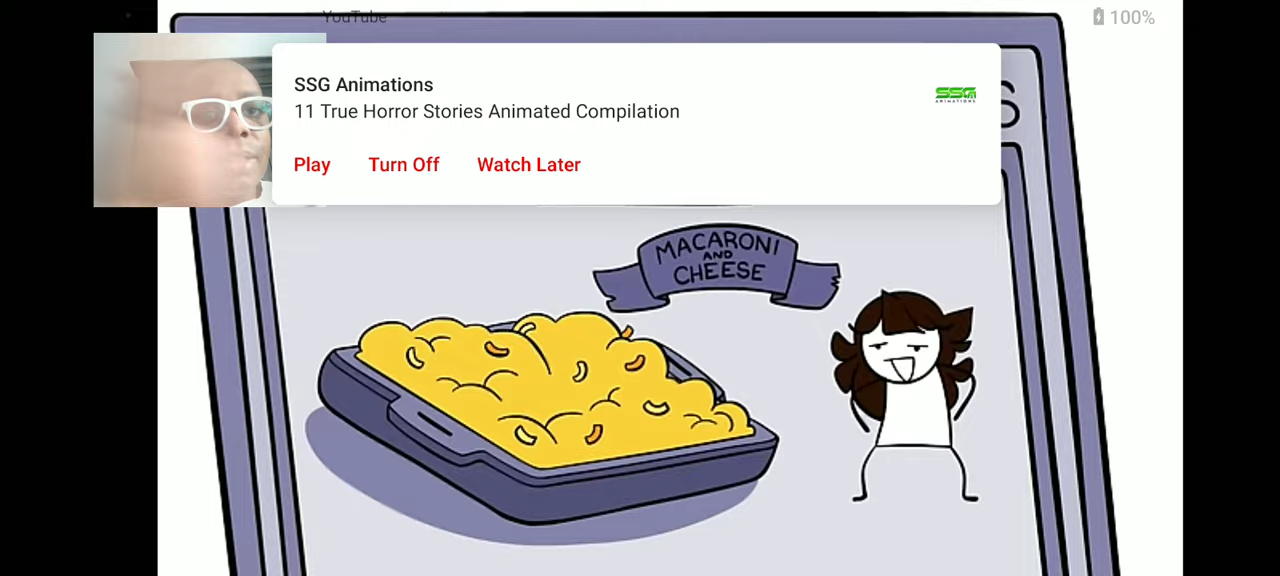 YouTube
100%
SSG Animations
11 True Horror Stories Animated Compilation
SSG
ANIMATIONS
Play Turn Off Watch Later
MACARONI
AND
CHEESE